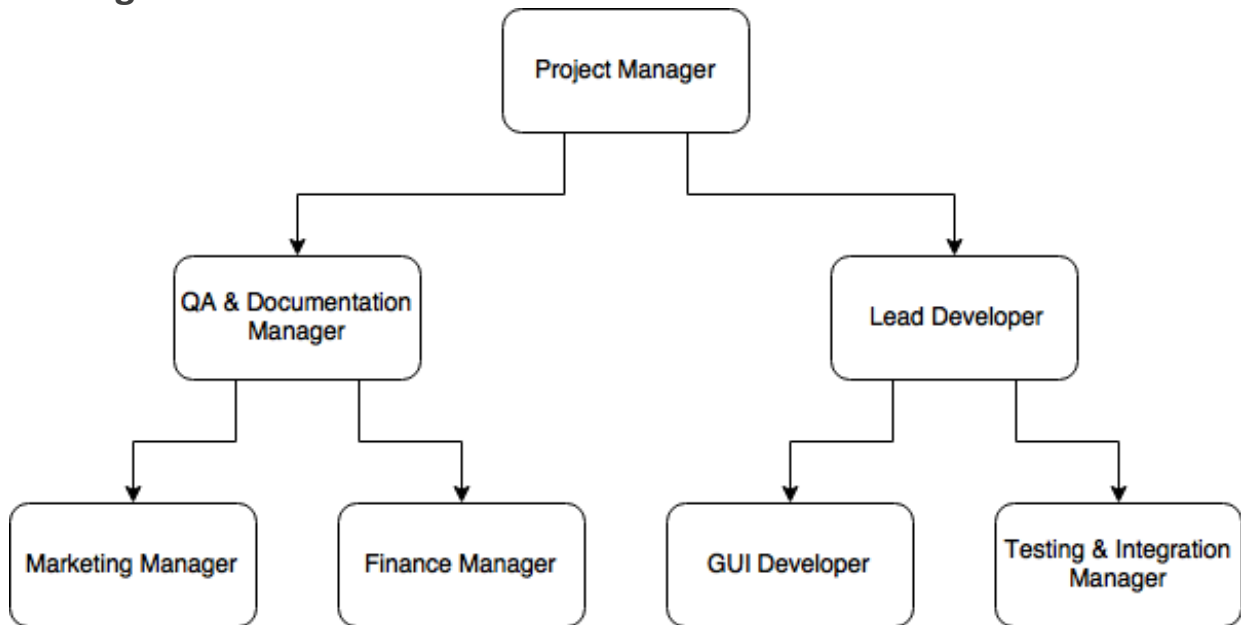 Project Manager
QA & Documentation
Manager
Lead Developer
Marketing Manager
Finance Manager
GUI Developer
Testing & Integration
Manager